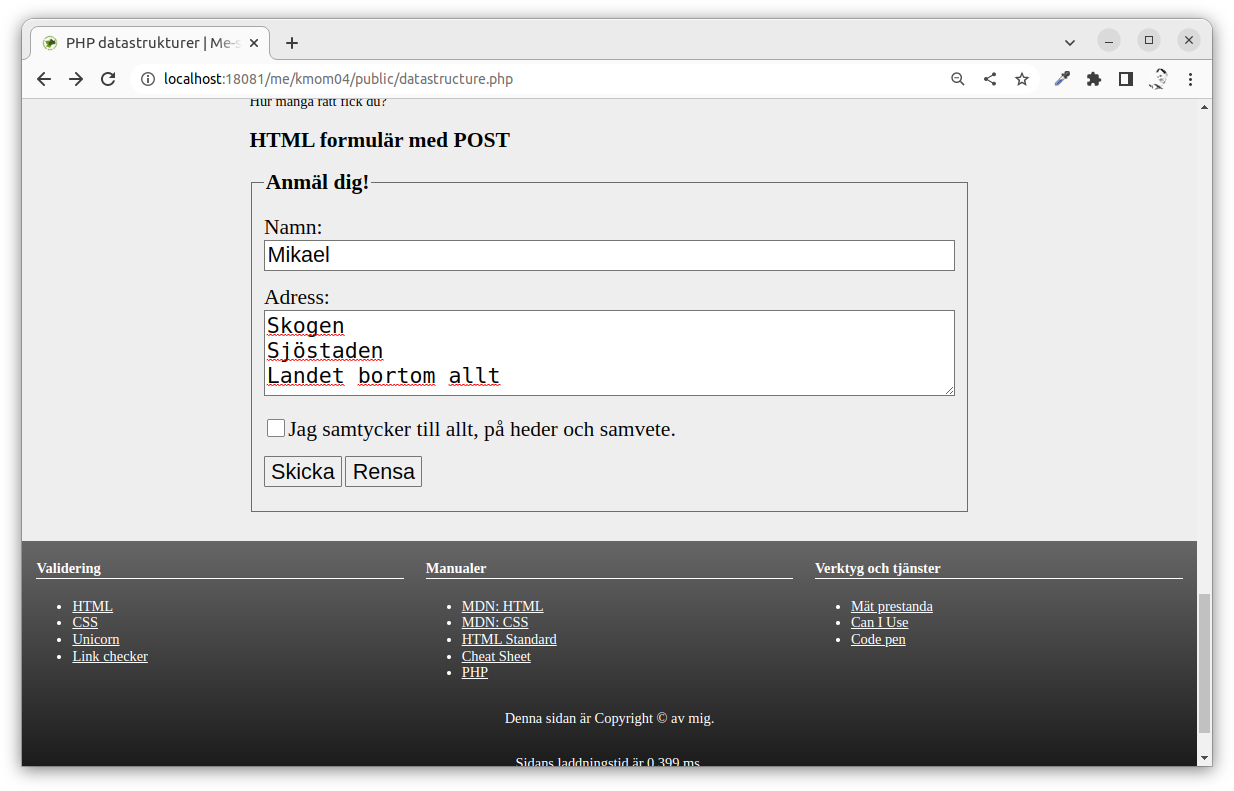 PHP datastrukturer | Me-s
localhost:18081/me/kmom04/public/datastructure.php
Hur många rätt fick du?
HTML formulär med POST
Anmäl dig!
Namn:
Mikael
Adress:
Skogen
Sjöstaden
Landet bortom allt
Jag samtycker till allt, på heder och samvete.
Skicka Rensa
Validering
HTML
CSS
Unicorn
Link checker
Manualer
MDN: HTML
MDN: CSS
HTML Standard
Cheat Sheet
PHP
Verktyg och tjänster
Mät prestanda
Can I Use
Code pen
Denna sidan är Copyright © av mig.
Sidans laddningstid är 0.399 ms